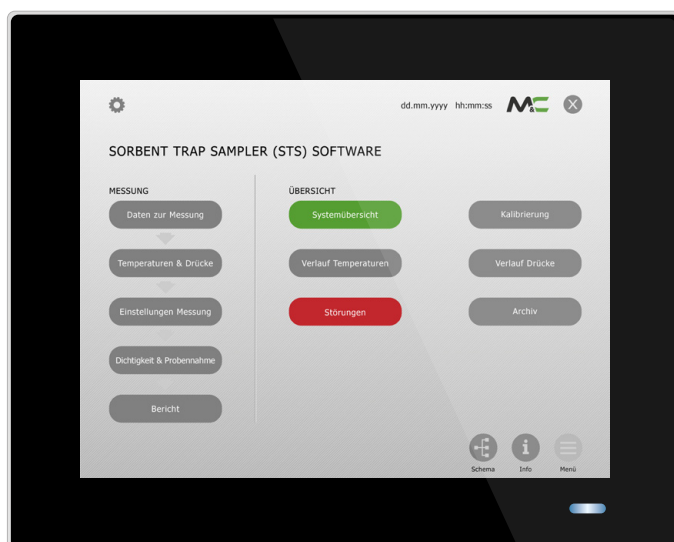 dd.mm.yyyy hh:mm:ss M&C X
SORBENT TRAP SAMPLER (STS) SOFTWARE
MESSUNG
Daten zur Messung
Temperaturen & Drücke
Einstellungen Messung
Dichtigkeit & Probennahme
Bericht
ÜBERSICHT
Systemübersicht
Kalibrierung
Verlauf Temperaturen
Verlauf Drücke
Störungen
Archiv
i
Schema
Info
Menü